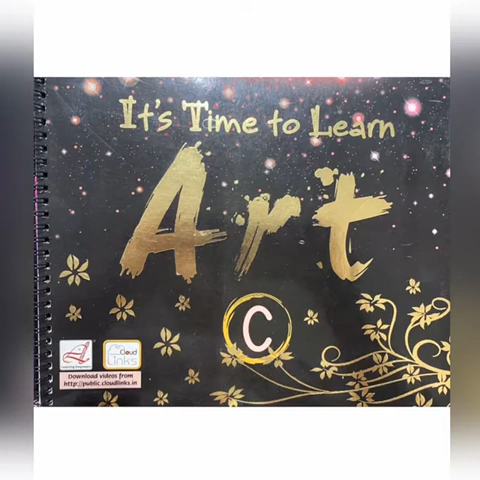 It's Time to Learn
Art
C
Cloud
links
Download videos from
http://public.cloudlinks.in